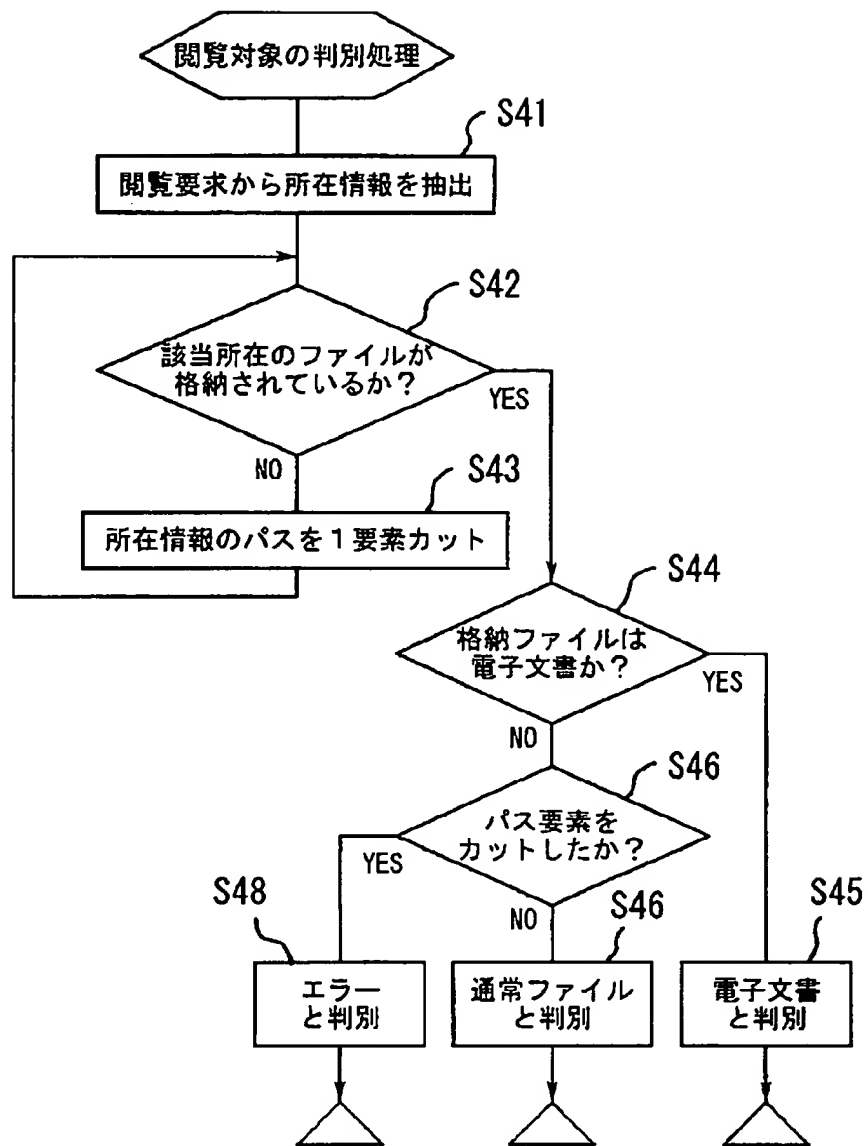 閲覧対象の判別処理
S41
閲覧要求から所在情報を抽出
S42
該当所在のファイルが
格納されているか？
YES
NO
S43
所在情報のパスを１要素カット
S44
格納ファイルは
電子文書か？
YES
NO
S46
パス要素を
カットしたか？
YES
NO
S48
エラー
と判別
S46
通常ファイル
と判別
S45
電子文書
と判別